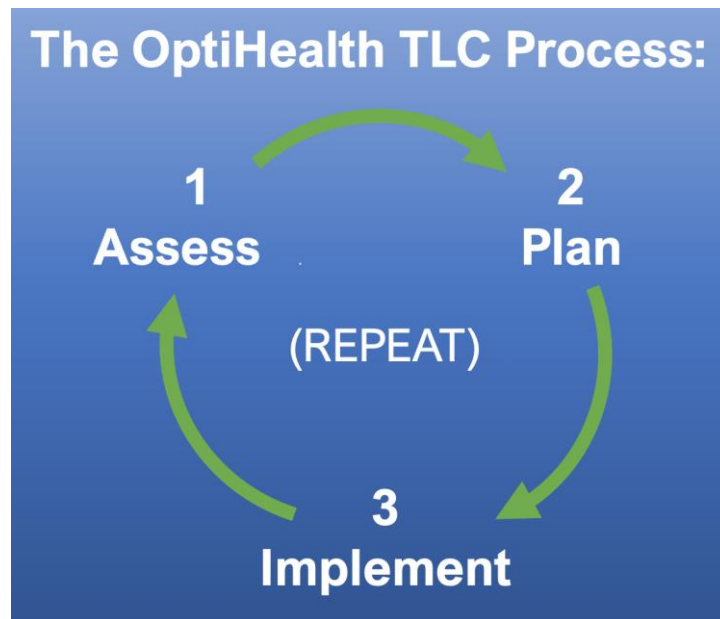 The OptiHealth TLC Process:
1
Assess
2
Plan
(REPEAT)
3
Implement